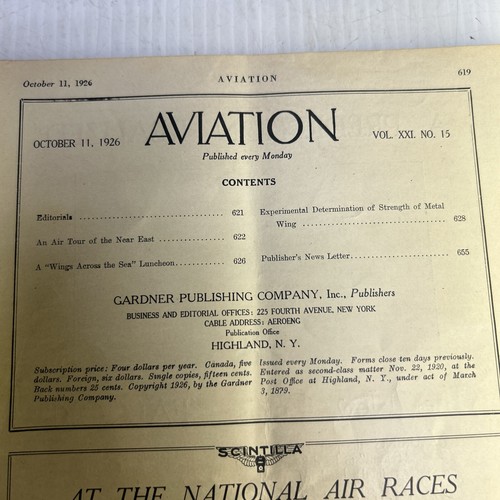 October 11, 1926 AVIATION 619
OCTOBER 11, 1926 AVIATION VOL. XXI. NO. 15
Published every Monday
CONTENTS
Editorials .................................... 621
An Air Tour of the Near East ................ 622
A "Wings Across the Sea" Luncheon............ 626
Experimental Determination of Strength of Metal
Wing .................................... 628
Publisher's News Letter........................ 655
GARDNER PUBLISHING COMPANY, Inc., Publishers
BUSINESS AND EDITORIAL OFFICES: 225 FOURTH AVENUE, NEW YORK
CABLE ADDRESS: AEROENG
Publication Office
HIGHLAND, N. Y.
Subscription price: Four dollars per year. Canada, five
dollars. Foreign, six dollars. Single copies, fifteen cents.
Back numbers 25 cents. Copyright 1926, by the Gardner
Publishing Company.
Issued every Monday. Forms close ten days previously.
Entered as second-class matter Nov. 22, 1920, at the
Post Office at Highland, N. Y., under act of March
3, 1879.
SCINTILLA
AT THE NATIONAL AIR RACES